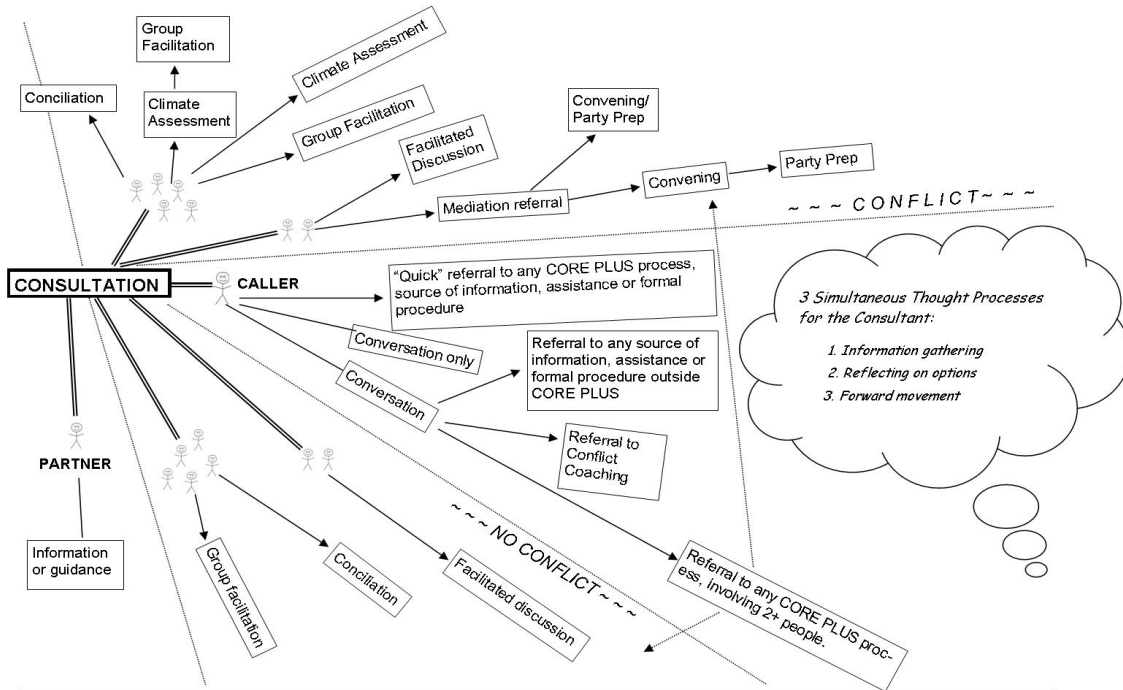 Group
Facilitation
Conciliation
Climate
Assessment
Climate Assessment
Group Facilitation
Facilitated
Discussion
Convening/
Party Prep
Mediation referral
Convening
Party Prep
~ ~ ~ CONFLICT ~ ~ ~
CONSULTATION
CALLER
"Quick" referral to any CORE PLUS process,
source of information, assistance or formal
procedure
Conversation only
Conversation
Referral to any source of
information, assistance or
formal procedure outside
CORE PLUS
Referral to
Conflict
Coaching
Referral to any CORE PLUS proc-
ess, involving 2+ people.
3 Simultaneous Thought Processes
for the Consultant:
1. Information gathering
2. Reflecting on options
3. Forward movement
PARTNER
Information
or guidance
Group facilitation
Conciliation
Facilitated discussion
~ ~ ~ NO CONFLICT ~ ~ ~